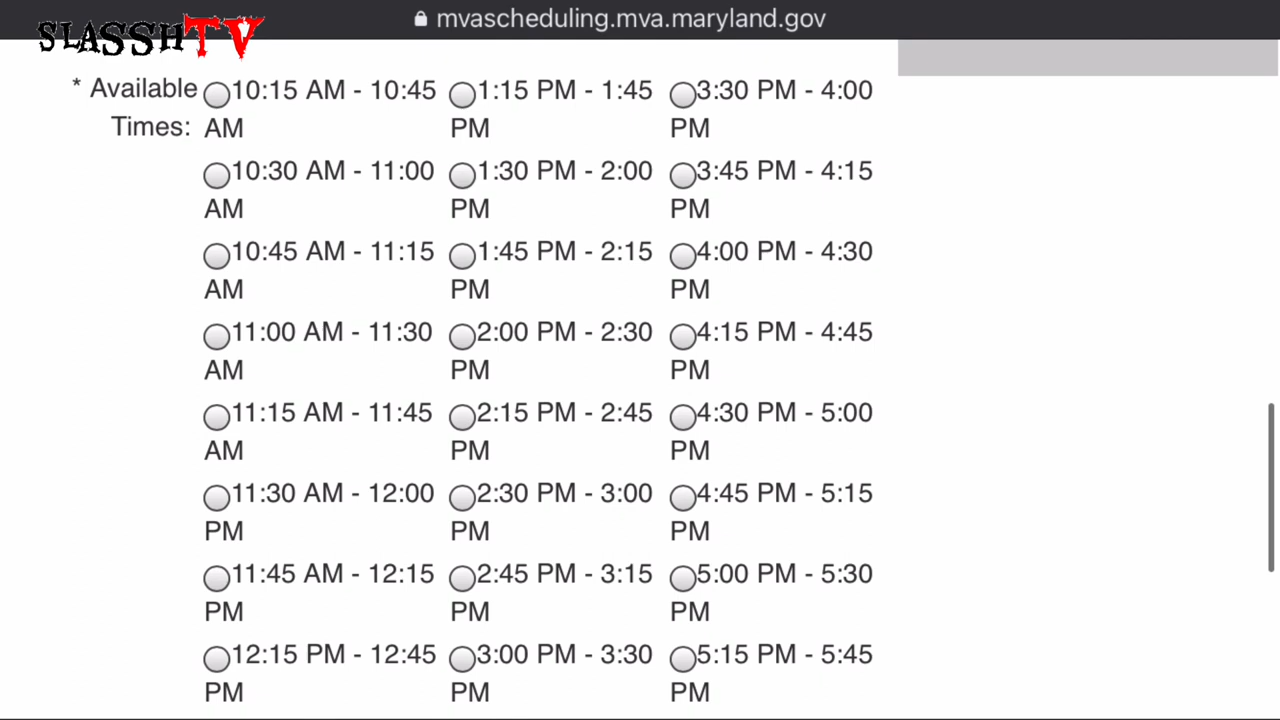 SLASSHTV
mvascheduling.mva.maryland.gov
* Available Times:
10:15 AM - 10:45 AM
1:15 PM - 1:45 PM
3:30 PM - 4:00 PM
10:30 AM - 11:00 AM
1:30 PM - 2:00 PM
3:45 PM - 4:15 PM
10:45 AM - 11:15 AM
1:45 PM - 2:15 PM
4:00 PM - 4:30 PM
11:00 AM - 11:30 AM
2:00 PM - 2:30 PM
4:15 PM - 4:45 PM
11:15 AM - 11:45 AM
2:15 PM - 2:45 PM
4:30 PM - 5:00 PM
11:30 AM - 12:00 PM
2:30 PM - 3:00 PM
4:45 PM - 5:15 PM
11:45 AM - 12:15 PM
2:45 PM - 3:15 PM
5:00 PM - 5:30 PM
12:15 PM - 12:45 PM
3:00 PM - 3:30 PM
5:15 PM - 5:45 PM